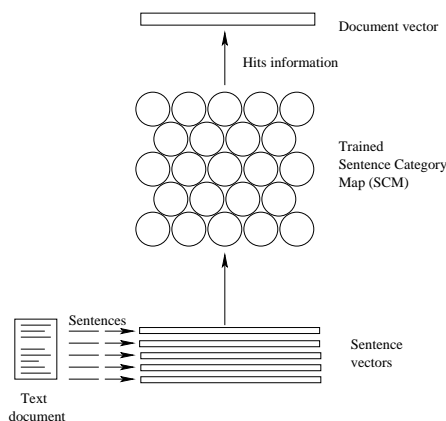 Document vector
Hits information
Trained
Sentence Category
Map (SCM)
Sentences
Sentence
vectors
Text
document